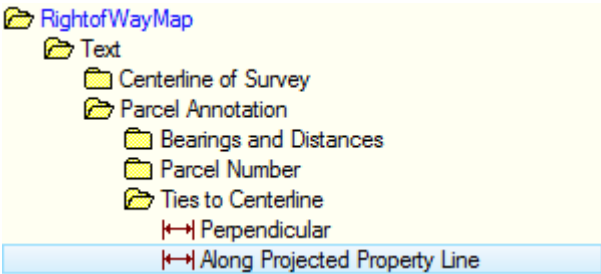 RightofWayMap
Text
Centerline of Survey
Parcel Annotation
Bearings and Distances
Parcel Number
Ties to Centerline
Perpendicular
Along Projected Property Line